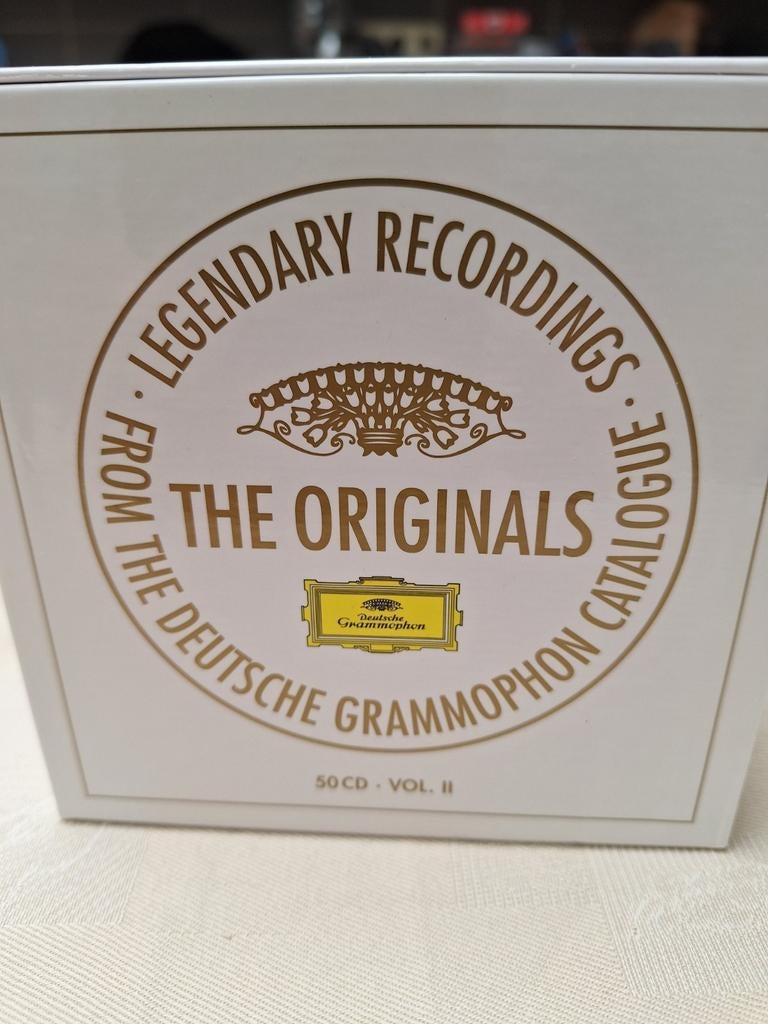 · LEGENDARY RECORDINGS ·
FROM THE DEUTSCHE GRAMMOPHON CATALOGUE
THE ORIGINALS
Deutsche
Grammophon
50 CD · VOL. II